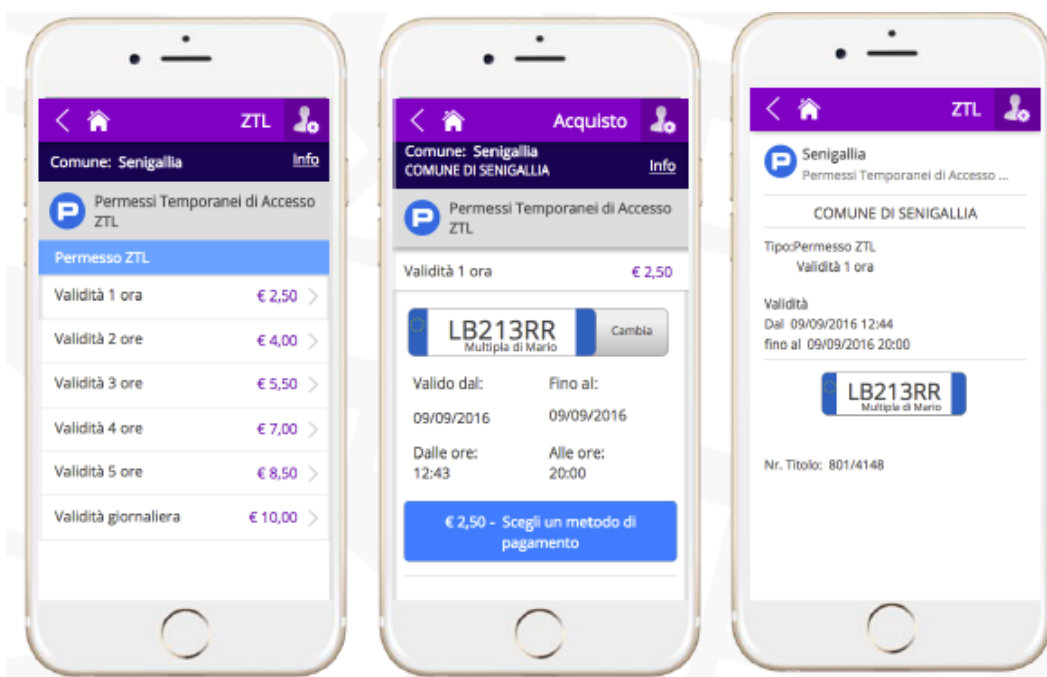 ZTL
Comune: Senigallia Info
Permessi Temporanei di Accesso
ZTL
Permesso ZTL
Validità 1 ora € 2,50
Validità 2 ore € 4,00
Validità 3 ore € 5,50
Validità 4 ore € 7,00
Validità 5 ore € 8,50
Validità giornaliera € 10,00
Acquisto
Comune: Senigallia
COMUNE DI SENIGALLIA Info
Permessi Temporanei di Accesso
ZTL
Validità 1 ora € 2,50
LB213RR
Multipla di Mario
Cambia
Valido dal: Fino al:
09/09/2016 09/09/2016
Dalle ore: Alle ore:
12:43 20:00
€ 2,50 - Scegli un metodo di
pagamento
ZTL
Senigallia
Permessi Temporanei di Accesso ...
COMUNE DI SENIGALLIA
Tipo:Permesso ZTL
Validità 1 ora
Validità
Dal 09/09/2016 12:44
fino al 09/09/2016 20:00
LB213RR
Multipla di Mario
Nr. Titolo: 801/4148